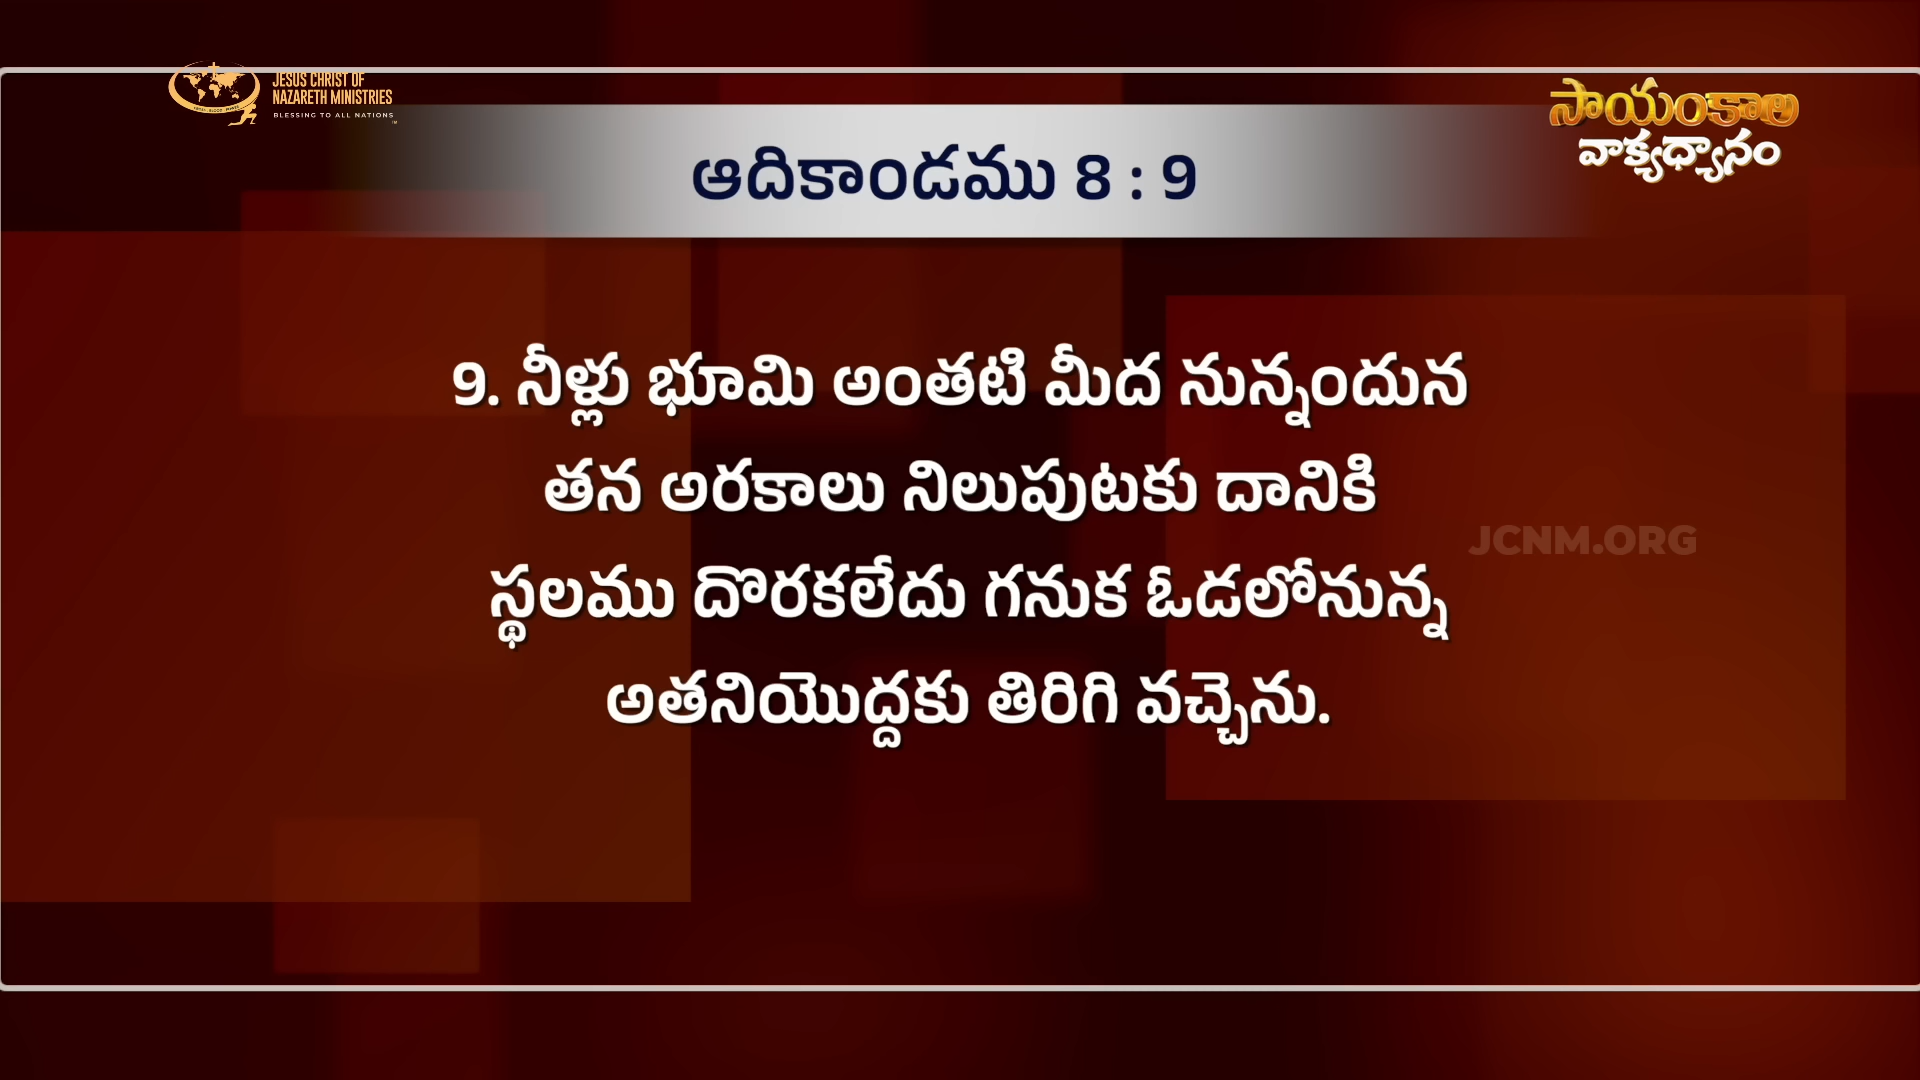 JESUS CHRIST OF
NAZARETH MINISTRIES
BLESSING TO ALL NATIONS
సాయంకాల
వాక్యధ్యానం
ఆదికాండము 8 : 9
9. నీళ్లు భూమి అంతటి మీద నున్నందున
తన అరకాలు నిలుపుటకు దానికి
స్థలము దొరకలేదు గనుక ఓడలోనున్న
అతనియొద్దకు తిరిగి వచ్చెను.
JCNM.ORG